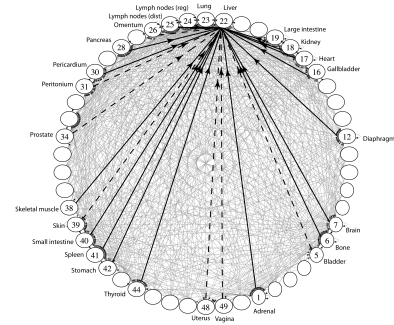 Lymph nodes (reg)
Lung
Liver
Lymph nodes (dist)
Omentum
Pancreas
Pericardium
Peritonium
Prostate
Skeletal muscle
Skin
Small intestine
Spleen
Stomach
Thyroid
Uterus
Vagina
Adrenal
Bladder
Bone
Brain
Diaphragm
Gallbladder
Heart
Kidney
Large intestine
22
23
24
25
26
28
30
31
34
38
39
40
41
42
44
48
49
1
5
6
7
12
16
17
18
19